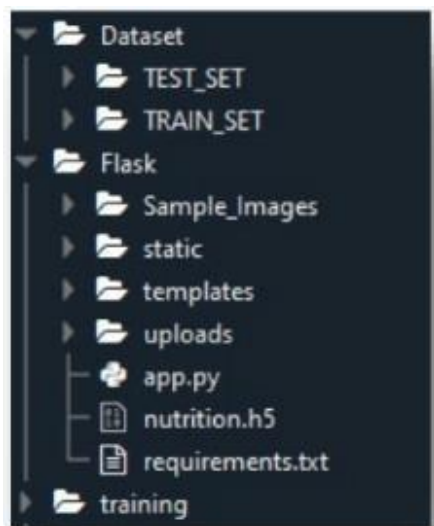 Dataset
TEST_SET
TRAIN_SET
Flask
Sample_Images
static
templates
uploads
app.py
nutrition.h5
requirements.txt
training